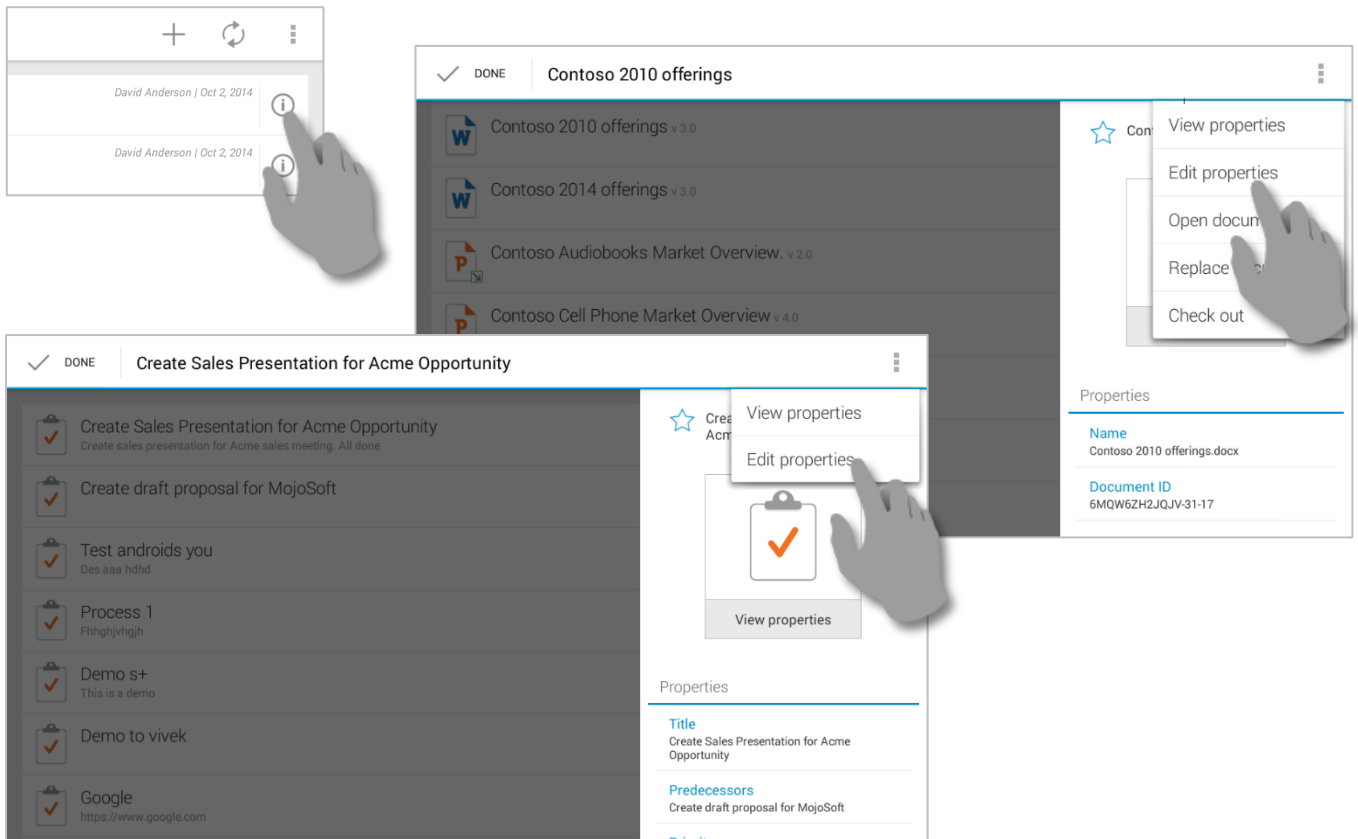 David Anderson | Oct 2, 2014
David Anderson | Oct 2, 2014
DONE
Contoso 2010 offerings
Contoso 2010 offerings v 3.0
Contoso 2014 offerings v 3.0
Contoso Audiobooks Market Overview. v 2.0
Contoso Cell Phone Market Overview v 4.0
View properties
Edit properties
Open
Replace
Check out
Properties
Name
Contoso 2010 offerings.docx
Document ID
6MQW6ZH2JQJV-31-17
DONE
Create Sales Presentation for Acme Opportunity
Create Sales Presentation for Acme Opportunity
Create sales presentation for Acme sales meeting. All done
Create draft proposal for MojoSoft
Test androids you
Des aaa hdhd
Process 1
Fhhghjvhgjh
Demo s+
This is a demo
Demo to vivek
Google
https://www.google.com
View properties
Edit properties
View properties
Properties
Title
Create Sales Presentation for Acme
Opportunity
Predecessors
Create draft proposal for MojoSoft